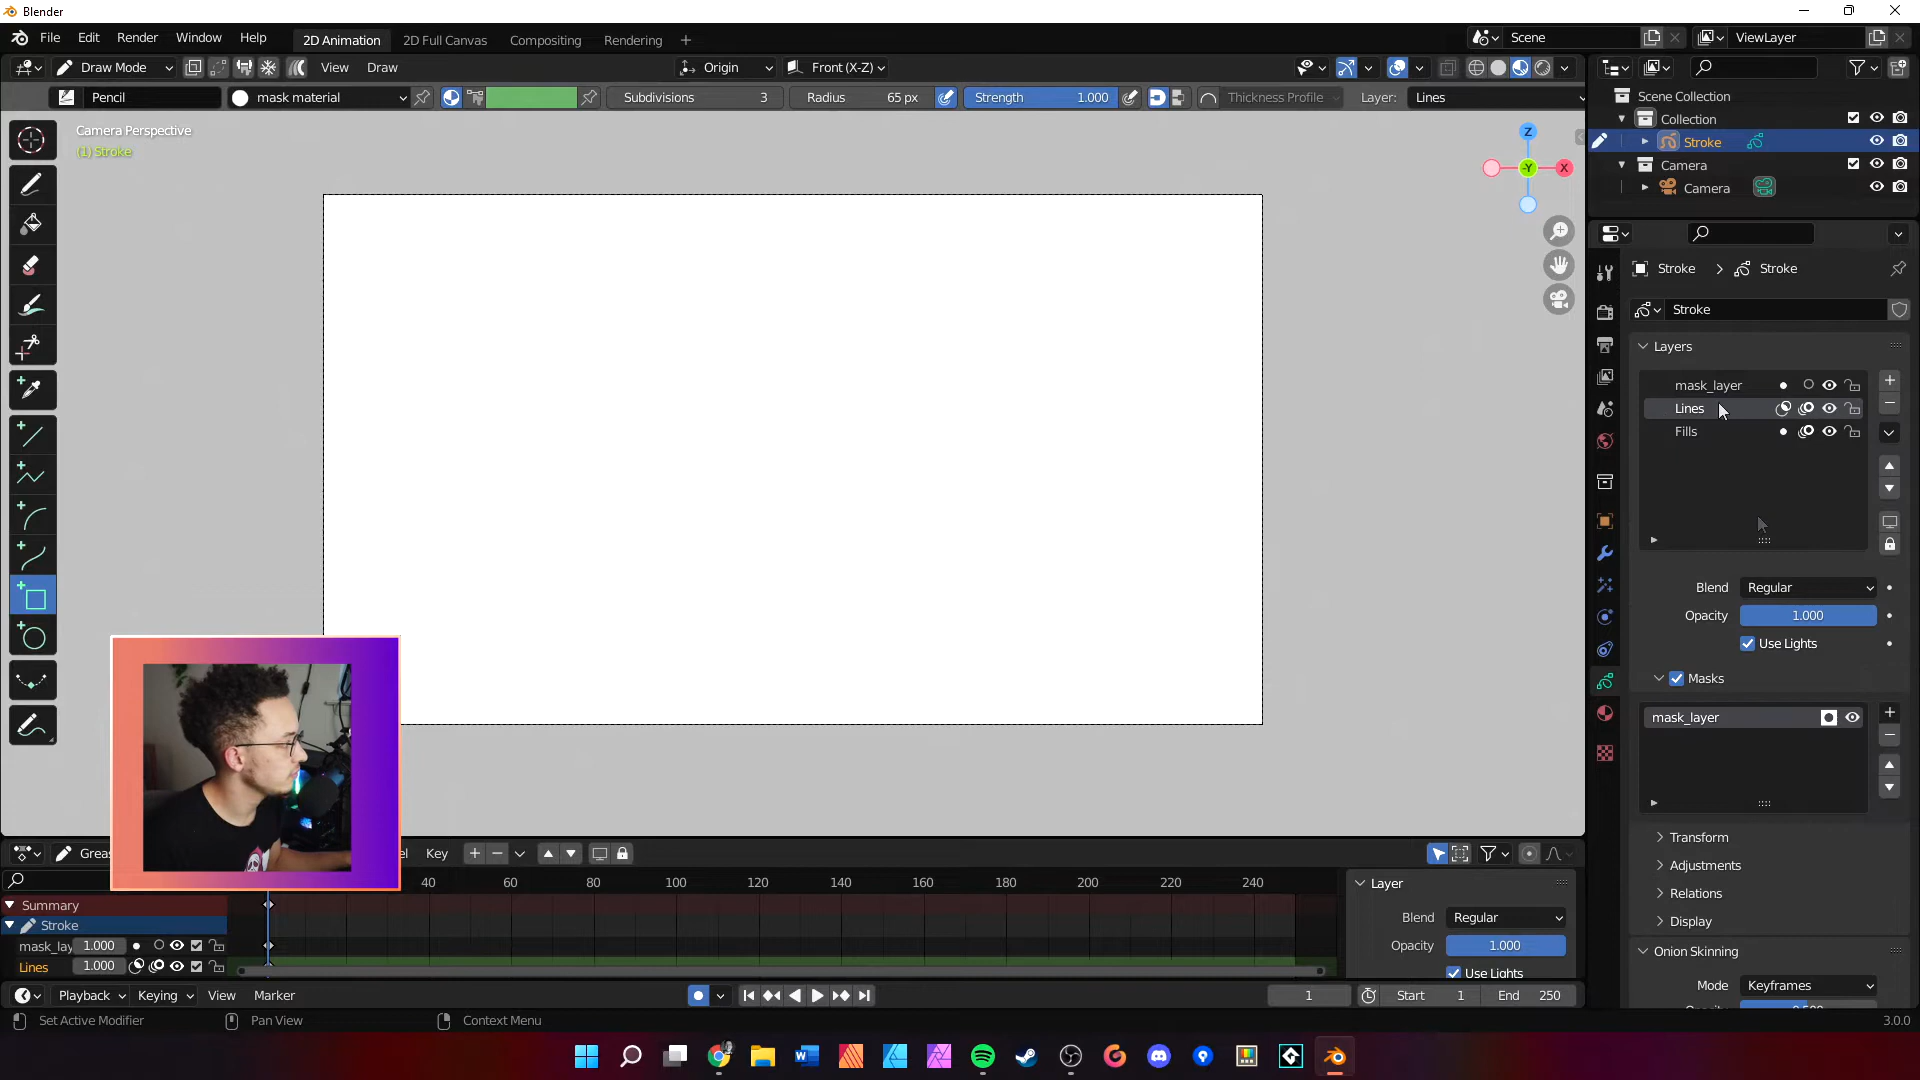 Blender
File Edit Render Window Help 2D Animation 2D Full Canvas Compositing Rendering Scene ViewLayer
Draw Mode View Draw Origin Front (X-Z)
Pencil mask material Subdivisions 3 Radius 65 px Strength 1.000 Thickness Profile Layer: Lines
Camera Perspective
(1) Stroke
Z
-Y
X
Scene Collection
Collection
Stroke
Camera
Camera
Stroke Stroke
Stroke
Layers
mask_layer
Lines
Fills
Blend Regular
Opacity 1.000
Use Lights
Masks
mask_layer
Transform
Adjustments
Relations
Display
Onion Skinning
Mode Keyframes
Key
40 60 80 100 120 140 160 180 200 220 240
Summary
Stroke
mask_lay 1.000
Lines 1.000
Layer
Blend Regular
Opacity 1.000
Use Lights
Playback Keying View Marker 1 Start 1 End 250
Set Active Modifier Pan View Context Menu 3.0.0